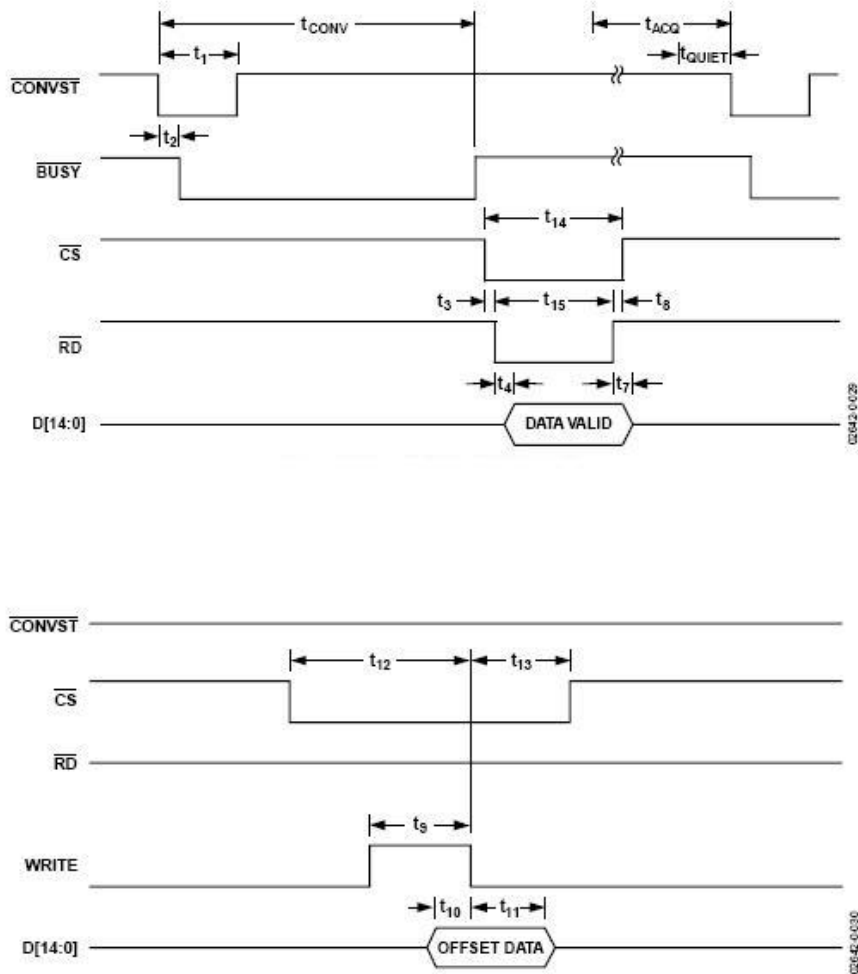 tCONV
tACQ
t1
tQUIET
CONVST
t2
BUSY
t14
CS
t3
t15
t8
RD
t4
t7
D[14:0]
DATA VALID
02642-0-029
CONVST
t12
t13
CS
RD
t9
WRITE
t10
t11
D[14:0]
OFFSET DATA
02642-0-030